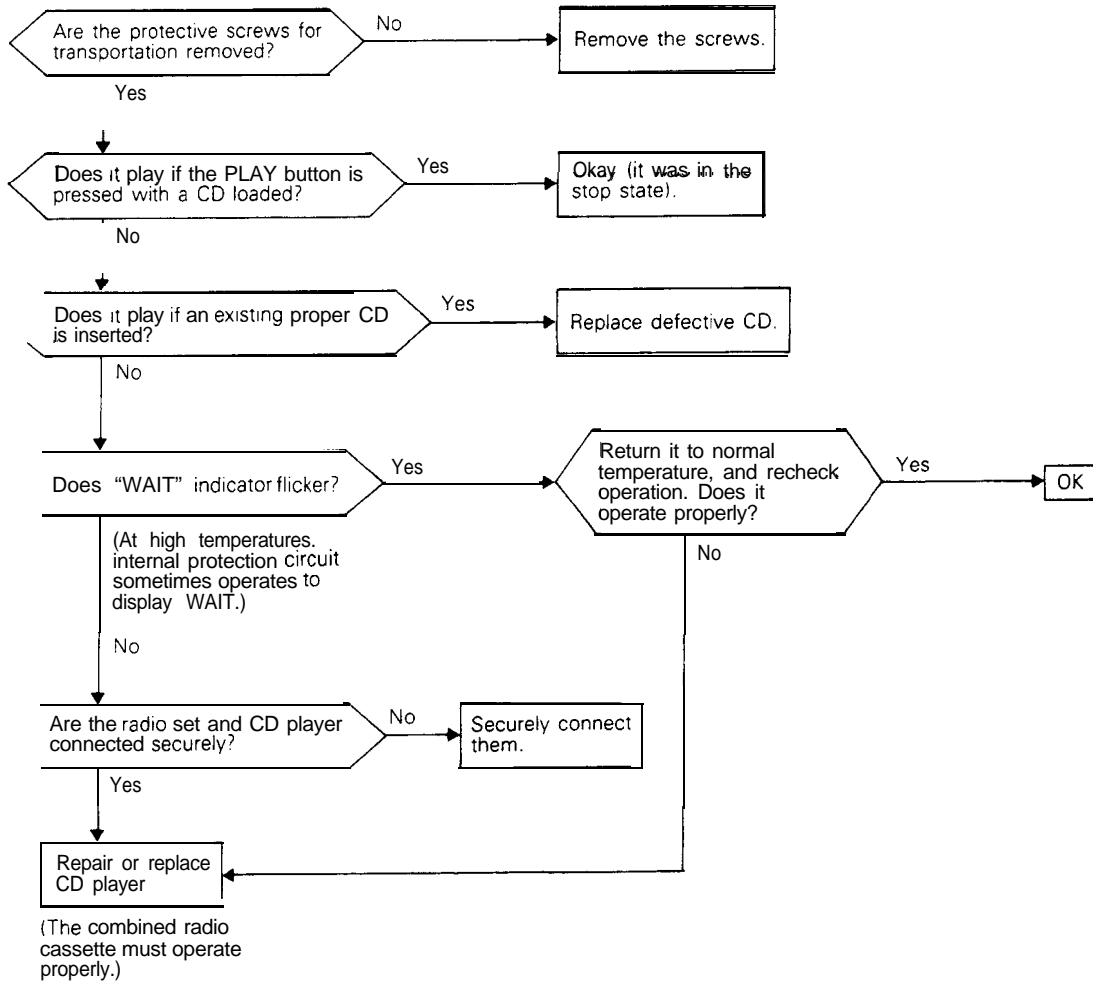 Are the protective screws for
transportation removed?
No
Remove the screws.
Yes
Does it play if the PLAY button is
pressed with a CD loaded?
Yes
Okay (it was in the
stop state).
No
Does it play if an existing proper CD
is inserted?
Yes
Replace defective CD.
No
Does "WAIT" indicator flicker?
Yes
Return it to normal
temperature, and recheck
operation. Does it
operate properly?
Yes
OK
(At high temperatures.
internal protection circuit
sometimes operates to
display WAIT.)
No
No
Are the radio set and CD player
connected securely?
No
Securely connect
them.
Yes
Repair or replace
CD player
(The combined radio
cassette must operate
properly.)